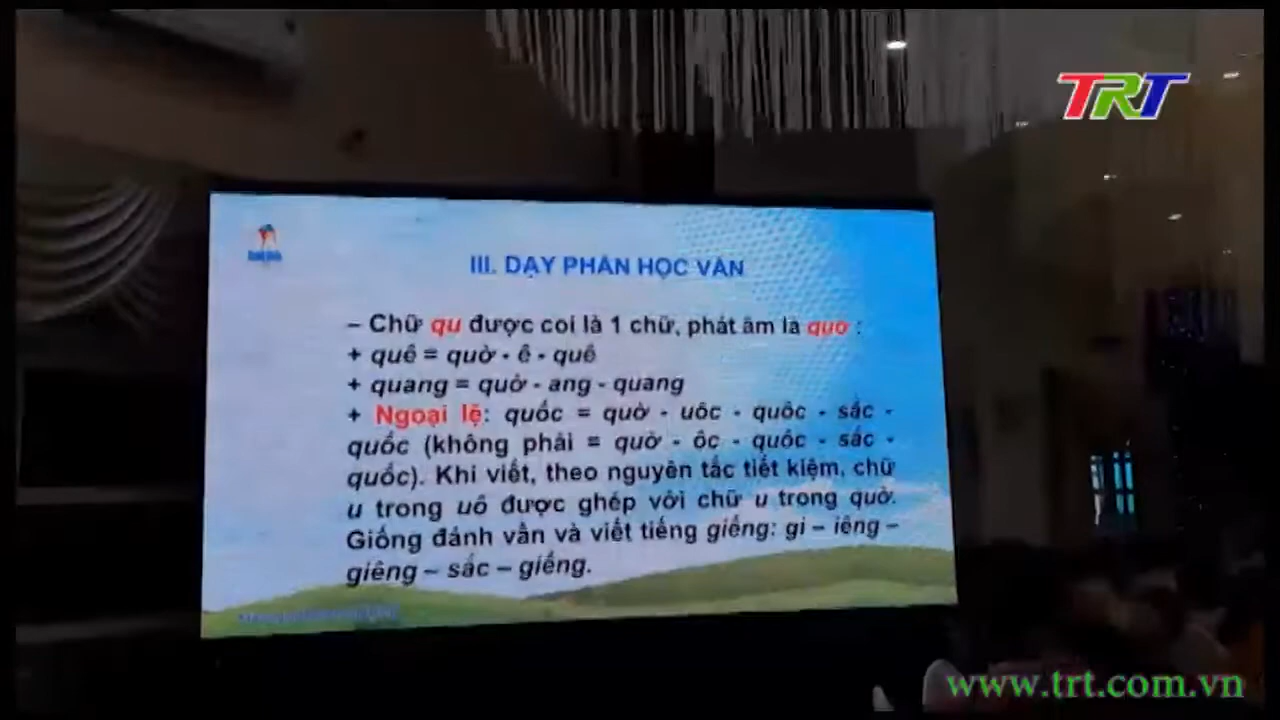 TRT
III. DẠY PHẦN HỌC VẦN
– Chữ qu được coi là 1 chữ, phát âm là quờ :
+ quê = quờ - ê - quê
+ quang = quờ - ang - quang
+ Ngoại lệ: quốc = quờ - uôc - quôc - sắc -
quốc (không phải = quờ - ôc - quôc - sắc -
quốc). Khi viết, theo nguyên tắc tiết kiệm, chữ
u trong uô được ghép với chữ u trong quờ.
Giống đánh vần và viết tiếng giếng: gi – iêng –
giêng – sắc – giếng.
www.trt.com.vn